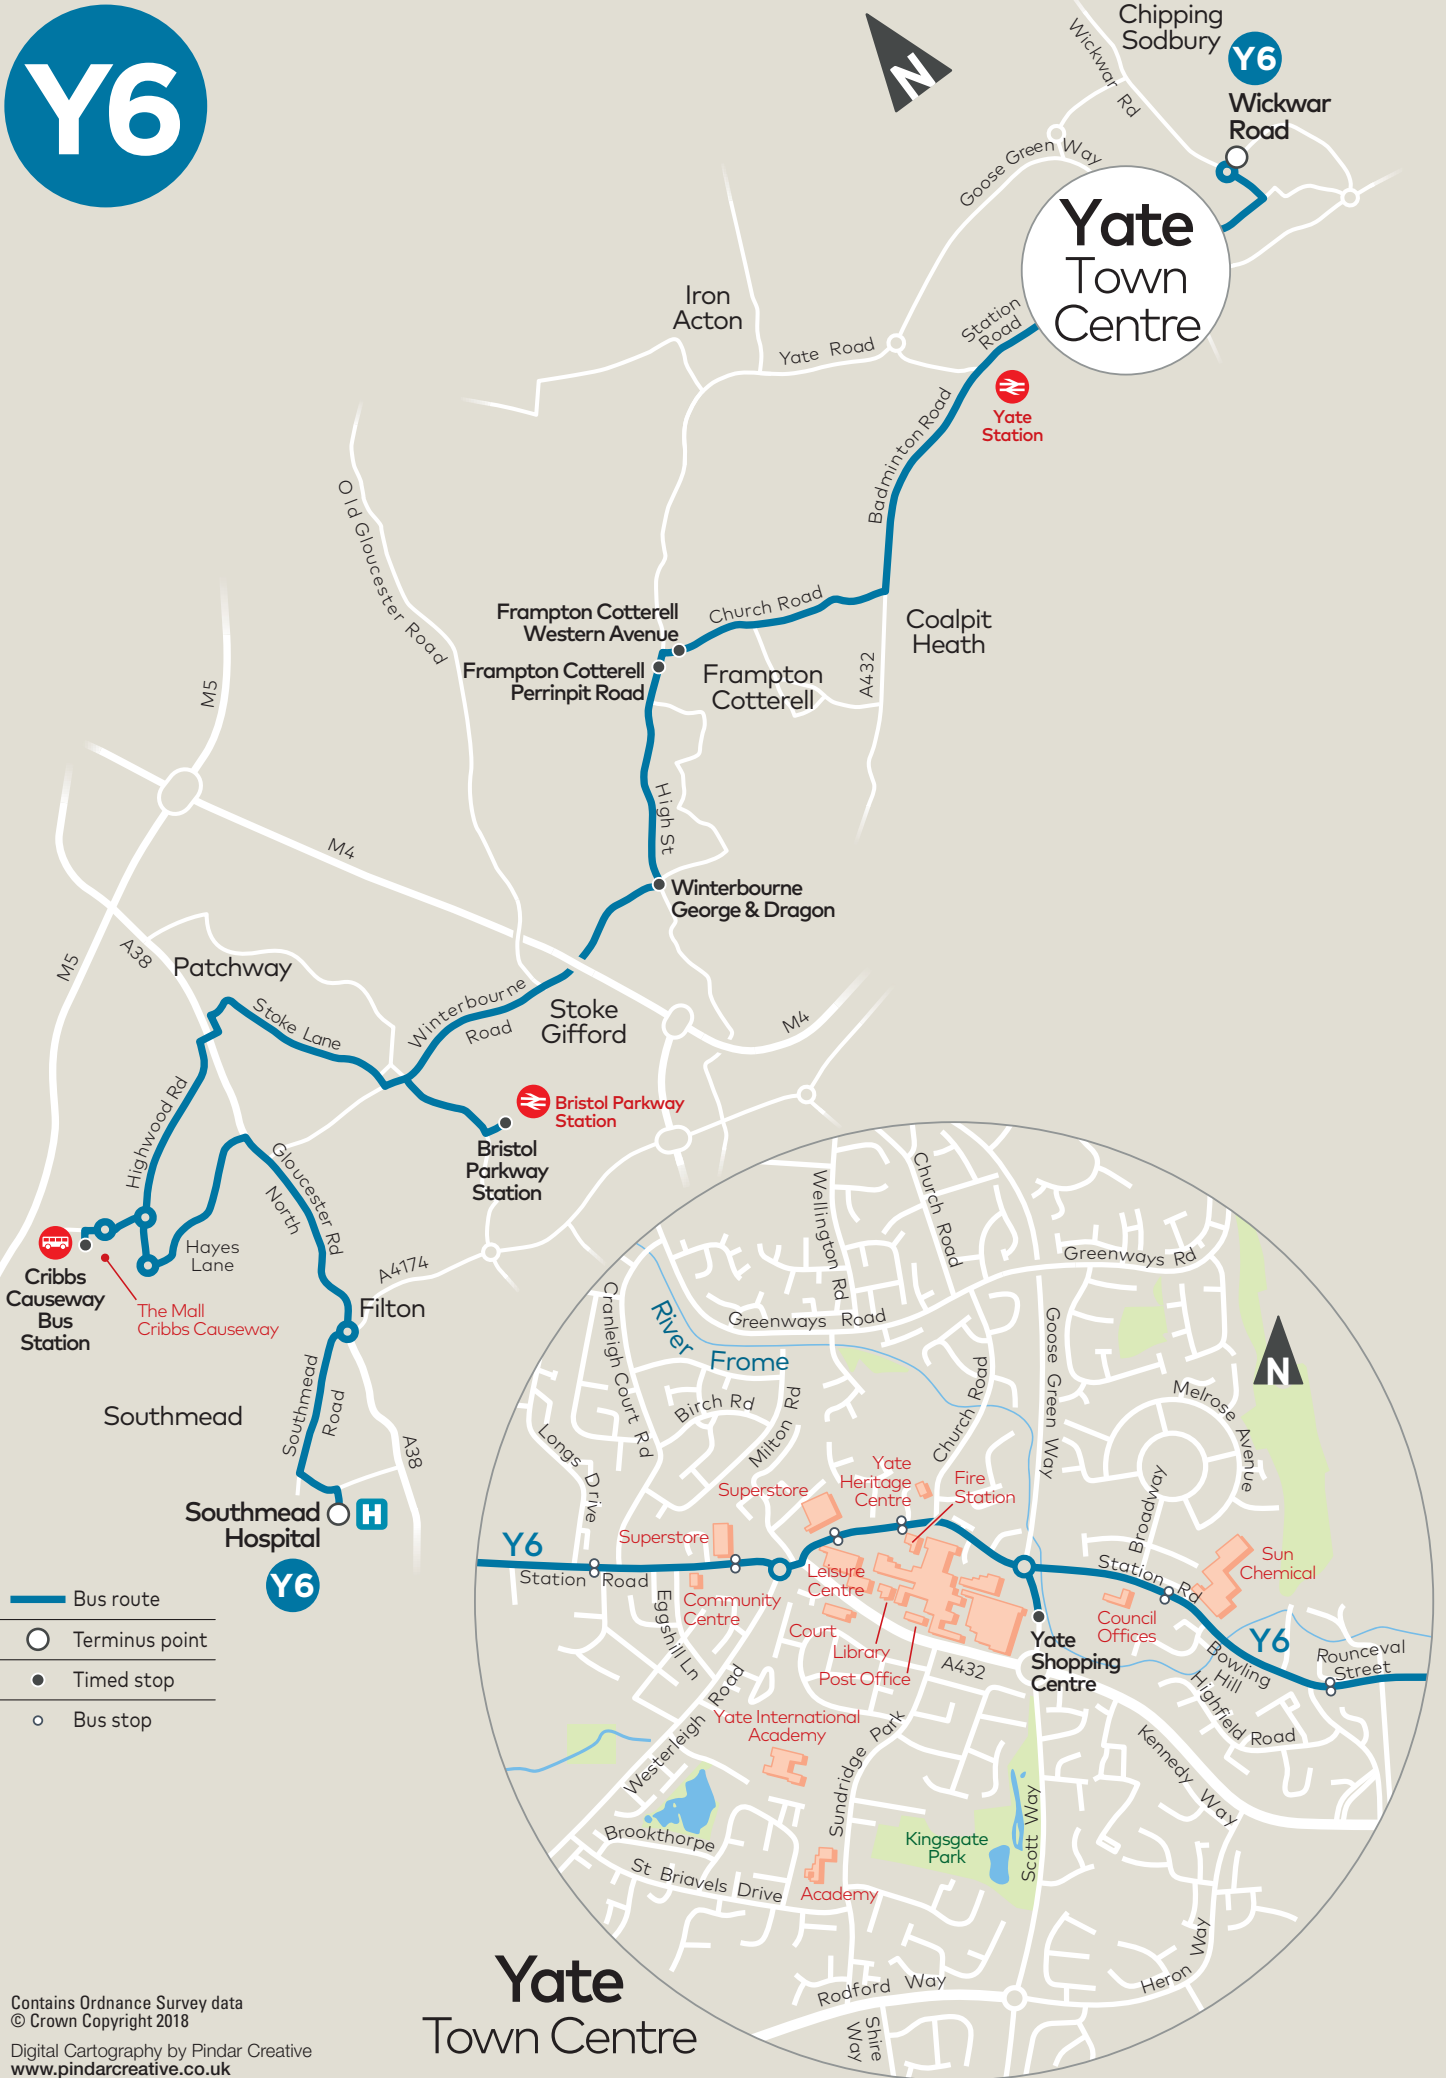 Y6
N
Chipping
Sodbury
Y6
Wickwar
Road
Wickwar Rd
Goose Green Way
Yate
Town
Centre
Station
Road
Iron
Acton
Yate Road
Yate
Station
Badminton Road
Old Gloucester Road
Frampton Cotterell
Western Avenue
Church Road
Coalpit
Heath
Frampton Cotterell
Perrinpit Road
Frampton
Cotterell
A432
M5
High St
M4
Winterbourne
George & Dragon
A38
M5
Patchway
Stoke Lane
Winterbourne
Road
Stoke
Gifford
M4
Highwood Rd
Bristol Parkway
Station
Bristol
Parkway
Station
Gloucester Rd
North
Hayes
Lane
Cribbs
Causeway
Bus
Station
The Mall
Cribbs Causeway
A4174
Filton
Southmead
Road
Southmead
A38
Southmead
Hospital
H
Y6
Bus route
Terminus point
Timed stop
Bus stop
Wellington Rd
Church Road
Greenways Rd
Cranleigh Court Rd
River
Frome
Greenways Road
Goose Green Way
N
Birch Rd
Milton Rd
Church Road
Melrose Avenue
Longs Drive
Yate
Heritage
Centre
Fire
Station
Superstore
Superstore
Broadway
Y6
Station Road
Leisure
Centre
Station Rd
Sun
Chemical
Community
Centre
Eggshill Ln
Court
Library
Post Office
Council
Offices
Yate
Shopping
Centre
Y6
A432
Bowling
Hill
Rounceval
Street
Highfield Road
Westerleigh Road
Yate International
Academy
Sundridge Park
Kennedy Way
Brookthorpe
Kingsgate
Park
Scott Way
St Briavels Drive
Academy
Heron Way
Rodford Way
Shire
Way
Yate
Town Centre
Contains Ordnance Survey data
© Crown Copyright 2018
Digital Cartography by Pindar Creative
www.pindarcreative.co.uk